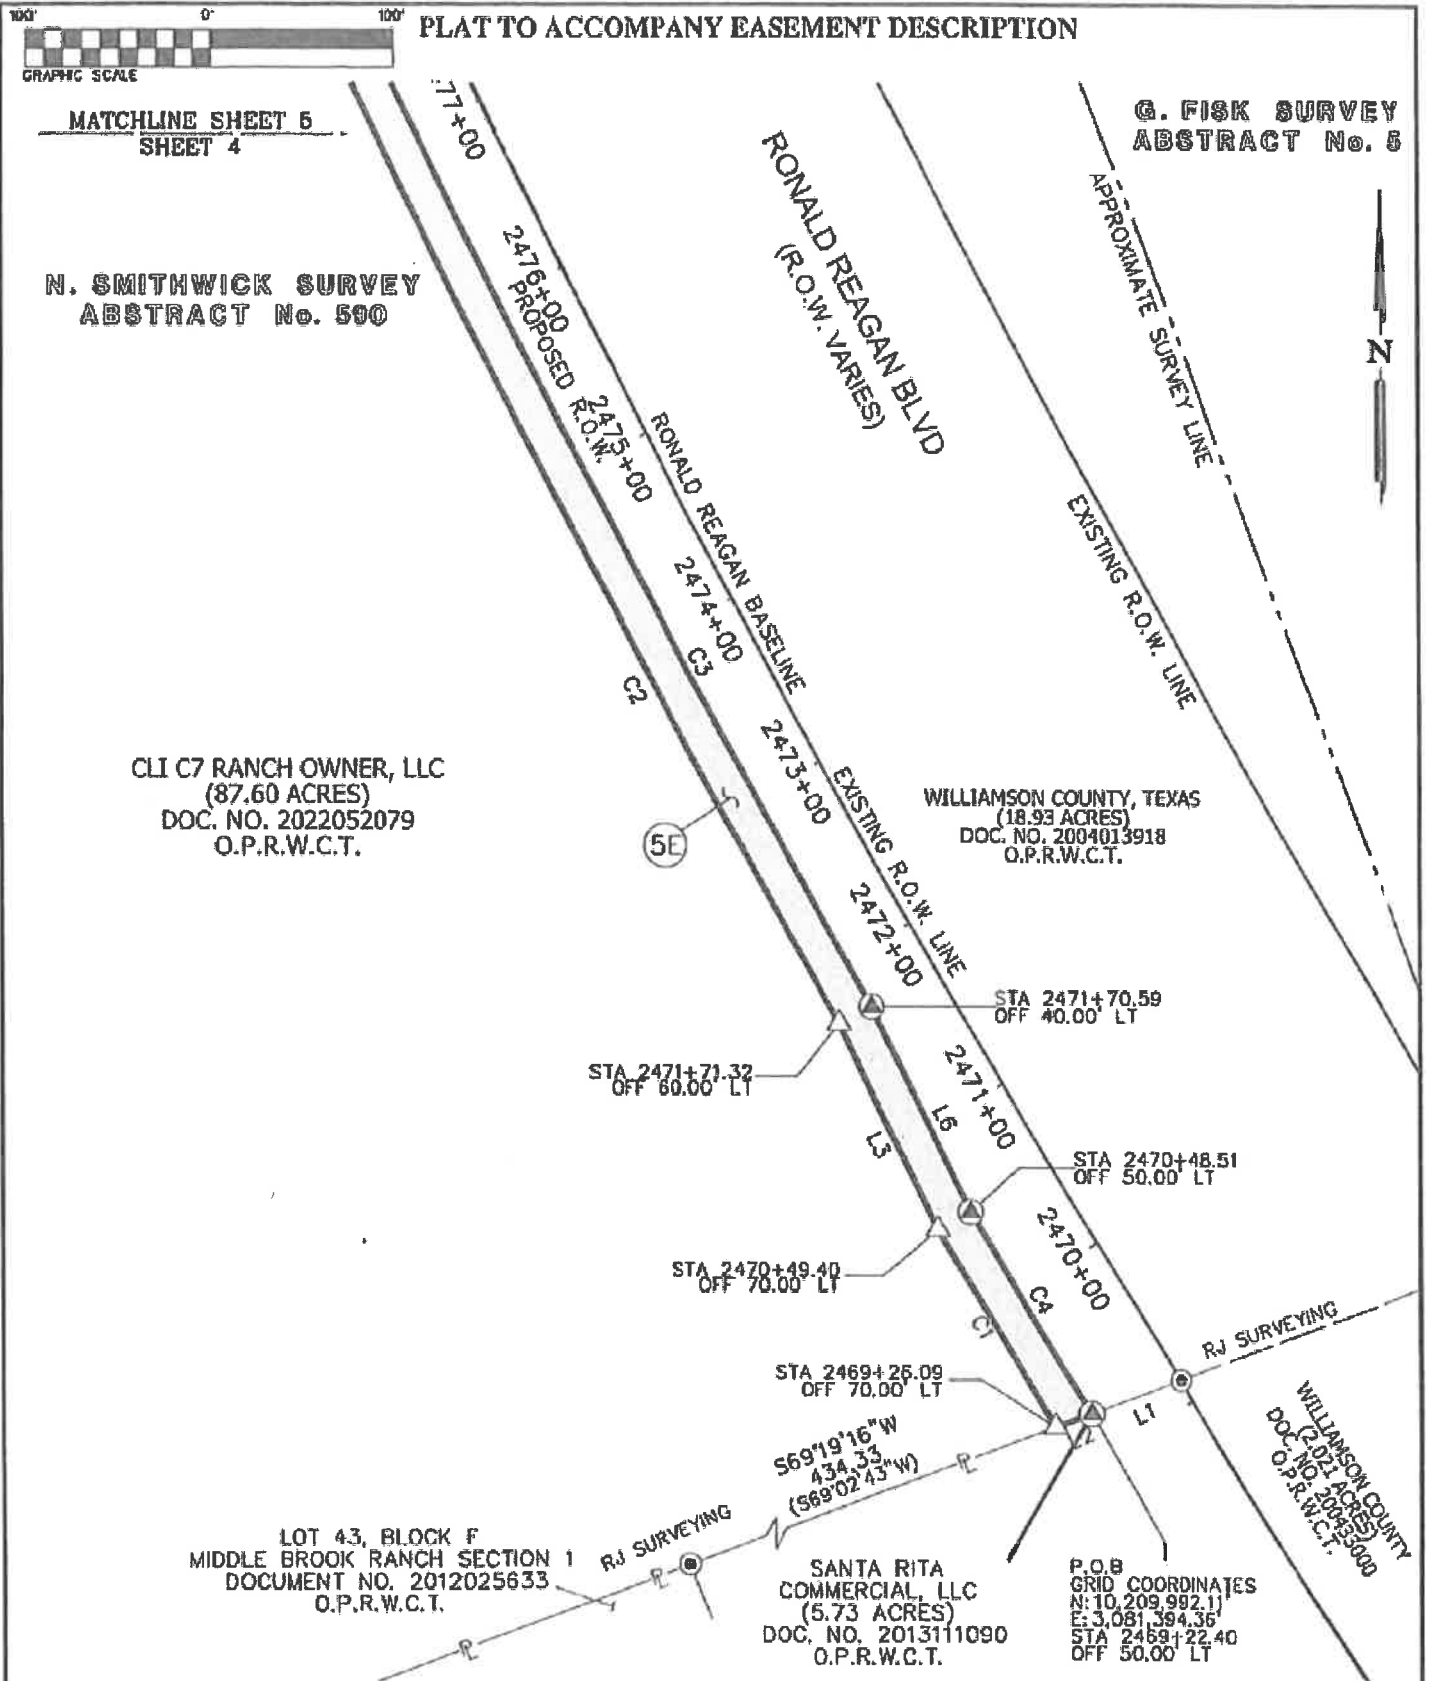 100' 0' 100'
GRAPHIC SCALE
PLAT TO ACCOMPANY EASEMENT DESCRIPTION
MATCHLINE SHEET 5
SHEET 4
G. FISK SURVEY
ABSTRACT No. 5
N. SMITHWICK SURVEY
ABSTRACT No. 590
77+00
2476+00
PROPOSED
R.O.W.
2475+00
RONALD REAGAN BASELINE
RONALD REAGAN BLVD
(R.O.W. VARIES)
APPROXIMATE SURVEY LINE
N
EXISTING R.O.W. LINE
2474+00
C3
C2
2473+00
EXISTING R.O.W. LINE
CLI C7 RANCH OWNER, LLC
(87.60 ACRES)
DOC. NO. 2022052079
O.P.R.W.C.T.
5E
WILLIAMSON COUNTY, TEXAS
(18.93 ACRES)
DOC. NO. 2004013918
O.P.R.W.C.T.
2472+00
STA 2471+70.59
OFF 40.00' LT
STA 2471+71.32
OFF 60.00' LT
2471+00
L6
L3
STA 2470+48.51
OFF 50.00' LT
2470+00
STA 2470+49.40
OFF 70.00' LT
C4
C1
RJ SURVEYING
STA 2469+26.09
OFF 70.00' LT
L1
L2
S69°19'16"W
434.33
(S69°02'43"W)
WILLIAMSON COUNTY
(2.021 ACRES)
DOC. NO. 200433000
O.P.R.W.C.T.
RJ SURVEYING
LOT 43, BLOCK F
MIDDLE BROOK RANCH SECTION 1
DOCUMENT NO. 2012025633
O.P.R.W.C.T.
SANTA RITA
COMMERCIAL, LLC
(5.73 ACRES)
DOC. NO. 2013111090
O.P.R.W.C.T.
P.O.B
GRID COORDINATES
N: 10,209,992.11'
E: 3,081,394.36'
STA 2469+22.40
OFF 50.00' LT